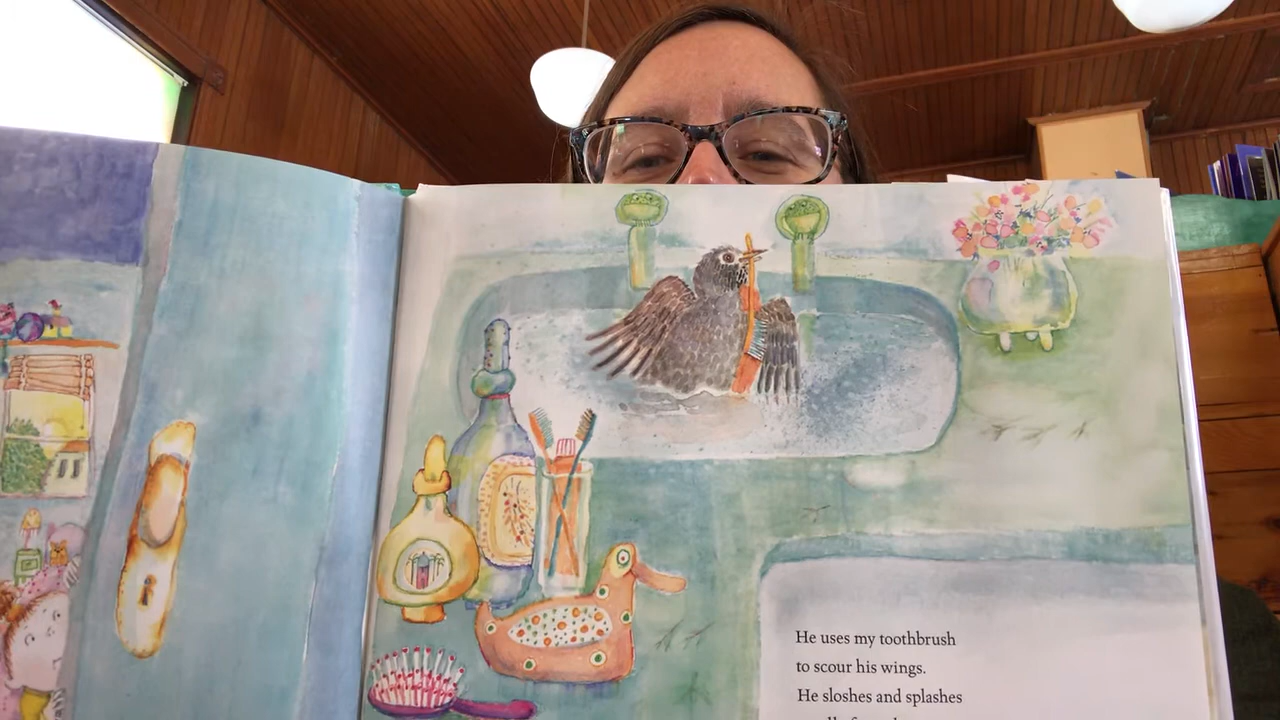 He uses my toothbrush
to scour his wings.
He sloshes and splashes